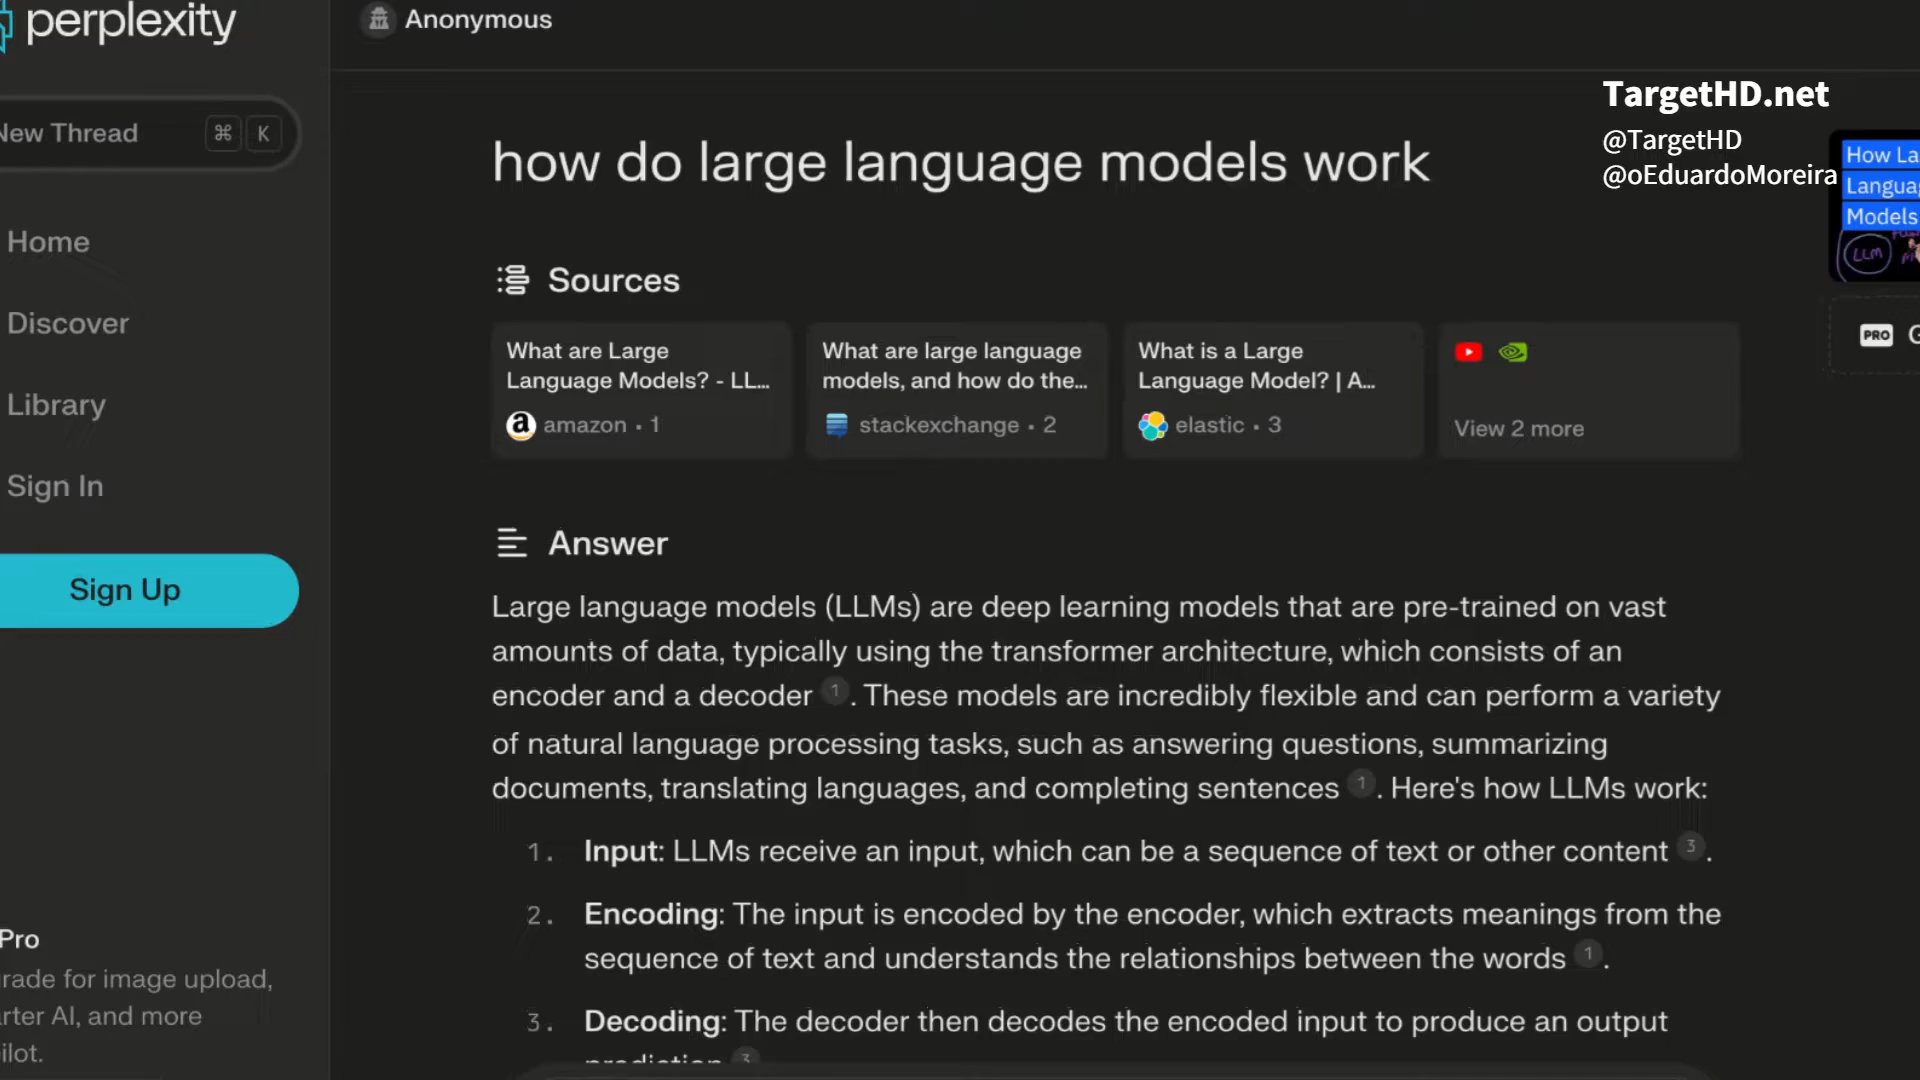 perplexity
New Thread ⌘ K
Home
Discover
Library
Sign In
Sign Up
Pro
image upload,
AI, and more
Anonymous
how do large language models work
Sources
What are Large
Language Models? - LL...
amazon · 1
What are large language
models, and how do the...
stackexchange · 2
What is a Large
Language Model? | A...
elastic · 3
View 2 more
Answer
Large language models (LLMs) are deep learning models that are pre-trained on vast
amounts of data, typically using the transformer architecture, which consists of an
encoder and a decoder 1. These models are incredibly flexible and can perform a variety
of natural language processing tasks, such as answering questions, summarizing
documents, translating languages, and completing sentences 1. Here's how LLMs work:
1. Input: LLMs receive an input, which can be a sequence of text or other content 3.
2. Encoding: The input is encoded by the encoder, which extracts meanings from the
sequence of text and understands the relationships between the words 1.
3. Decoding: The decoder then decodes the encoded input to produce an output
prediction 3
TargetHD.net
@TargetHD
@oEduardoMoreira
How La
Langua
Models
LLM
PRO